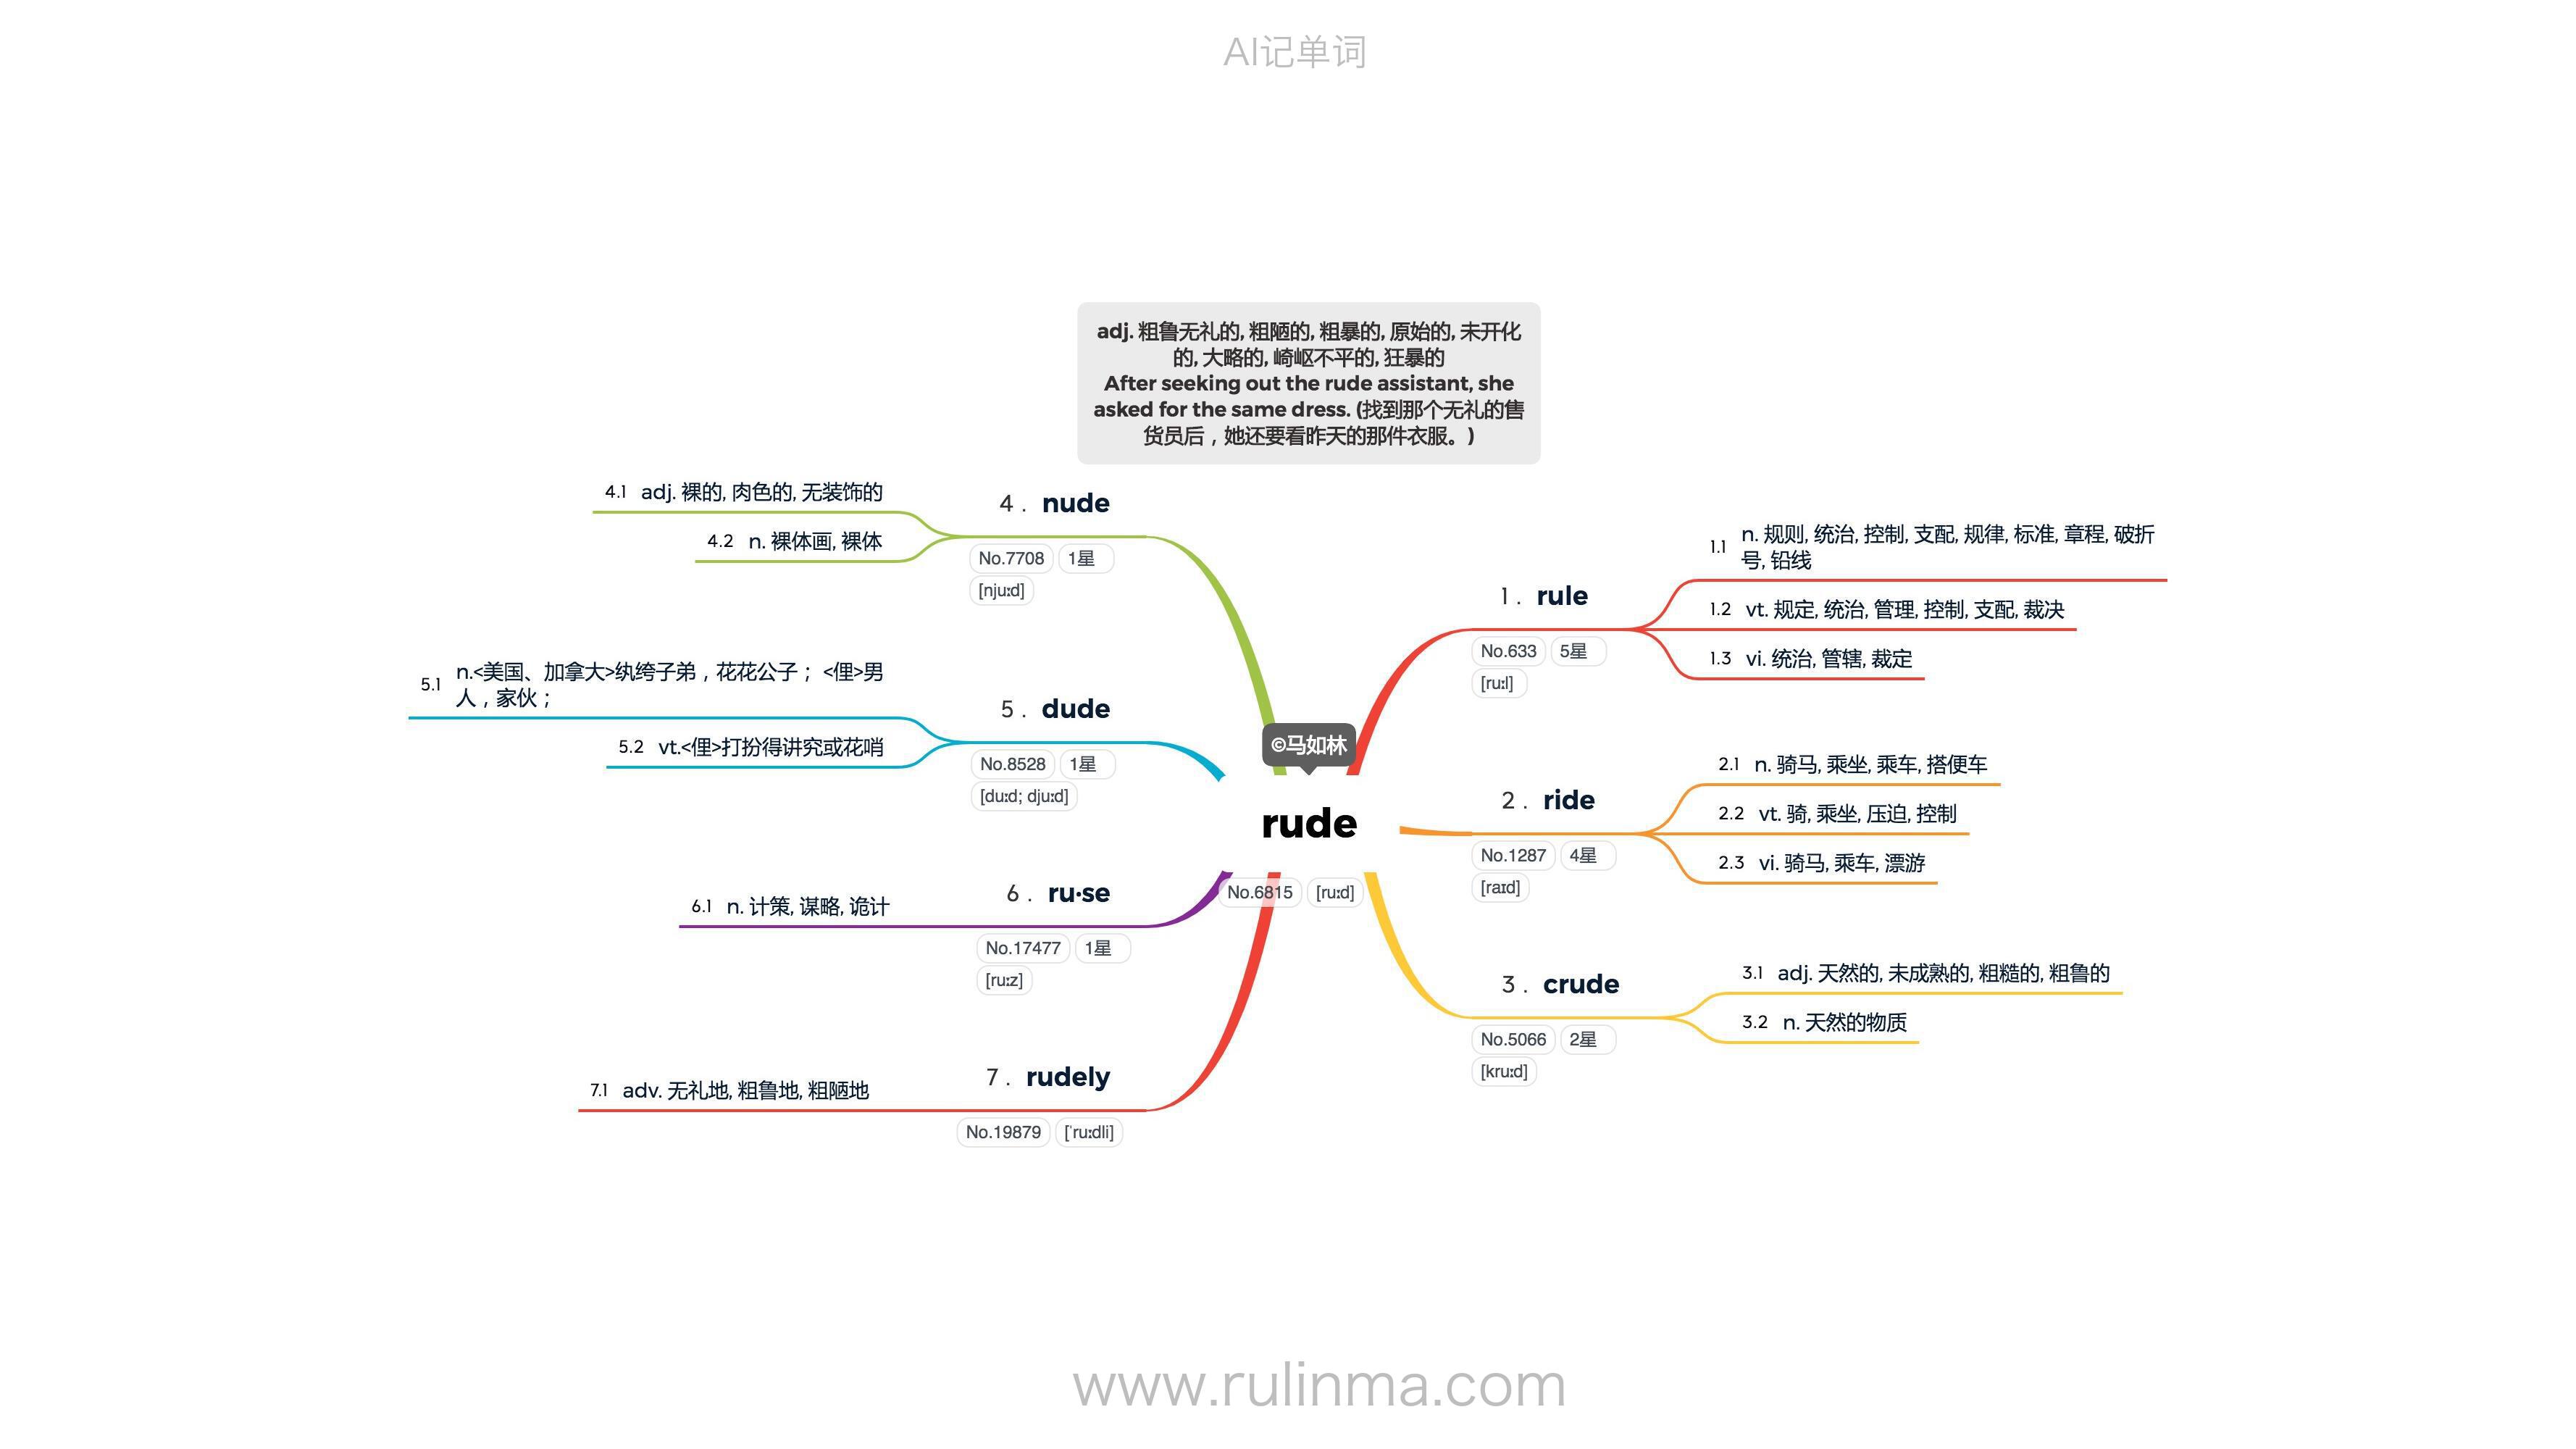 AI记单词
adj. 粗鲁无礼的, 粗陋的, 粗暴的, 原始的, 未开化
的, 大略的, 崎岖不平的, 狂暴的
After seeking out the rude assistant, she
asked for the same dress. (找到那个无礼的售
货员后，她还要看昨天的那件衣服。)
©马如林
rude
No.6815 [ruːd]
1. rule
No.633 5星
[ruːl]
1.1 n. 规则, 统治, 控制, 支配, 规律, 标准, 章程, 破折
号, 铅线
1.2 vt. 规定, 统治, 管理, 控制, 支配, 裁决
1.3 vi. 统治, 管辖, 裁定
2. ride
No.1287 4星
[raɪd]
2.1 n. 骑马, 乘坐, 乘车, 搭便车
2.2 vt. 骑, 乘坐, 压迫, 控制
2.3 vi. 骑马, 乘车, 漂游
3. crude
No.5066 2星
[kruːd]
3.1 adj. 天然的, 未成熟的, 粗糙的, 粗鲁的
3.2 n. 天然的物质
4. nude
No.7708 1星
[njuːd]
4.1 adj. 裸的, 肉色的, 无装饰的
4.2 n. 裸体画, 裸体
5. dude
No.8528 1星
[duːd; djuːd]
5.1 n.<美国、加拿大>纨绔子弟，花花公子； <俚>男
人，家伙；
5.2 vt.<俚>打扮得讲究或花哨
6. ru·se
No.17477 1星
[ruːz]
6.1 n. 计策, 谋略, 诡计
7. rudely
No.19879 [ˈruːdli]
7.1 adv. 无礼地, 粗鲁地, 粗陋地
www.rulinma.com